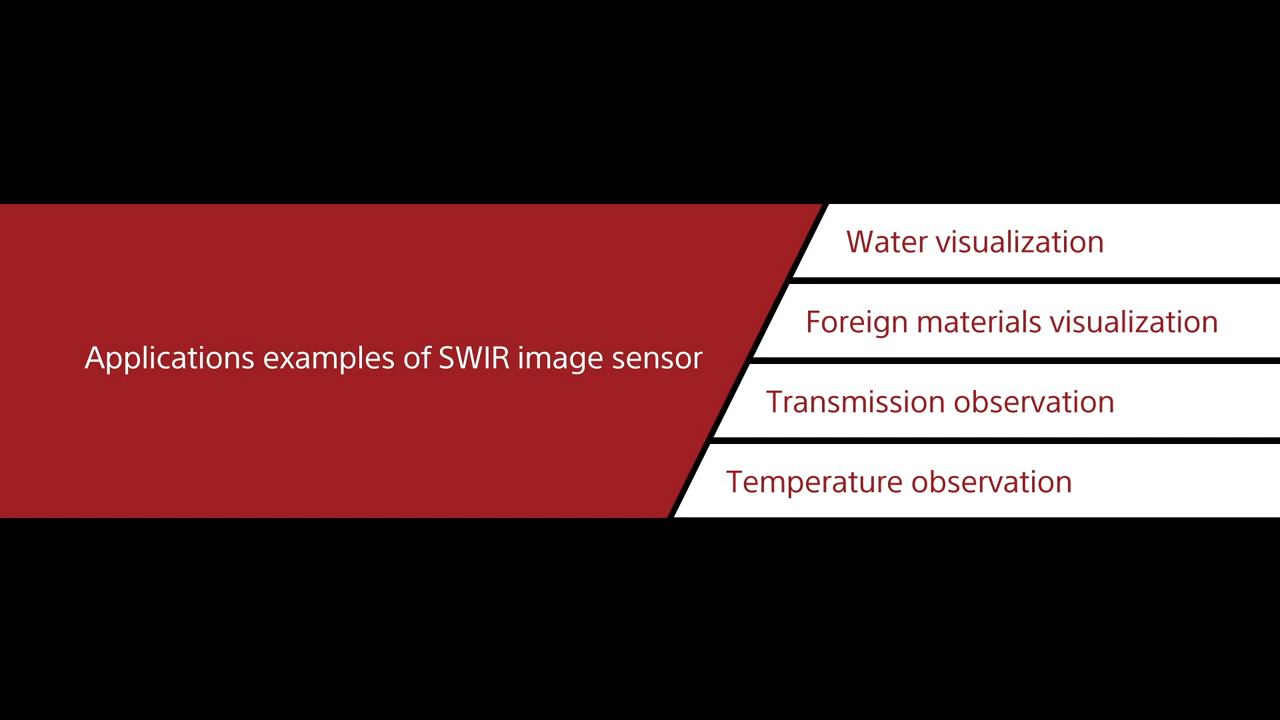 Applications examples of SWIR image sensor
Water visualization
Foreign materials visualization
Transmission observation
Temperature observation